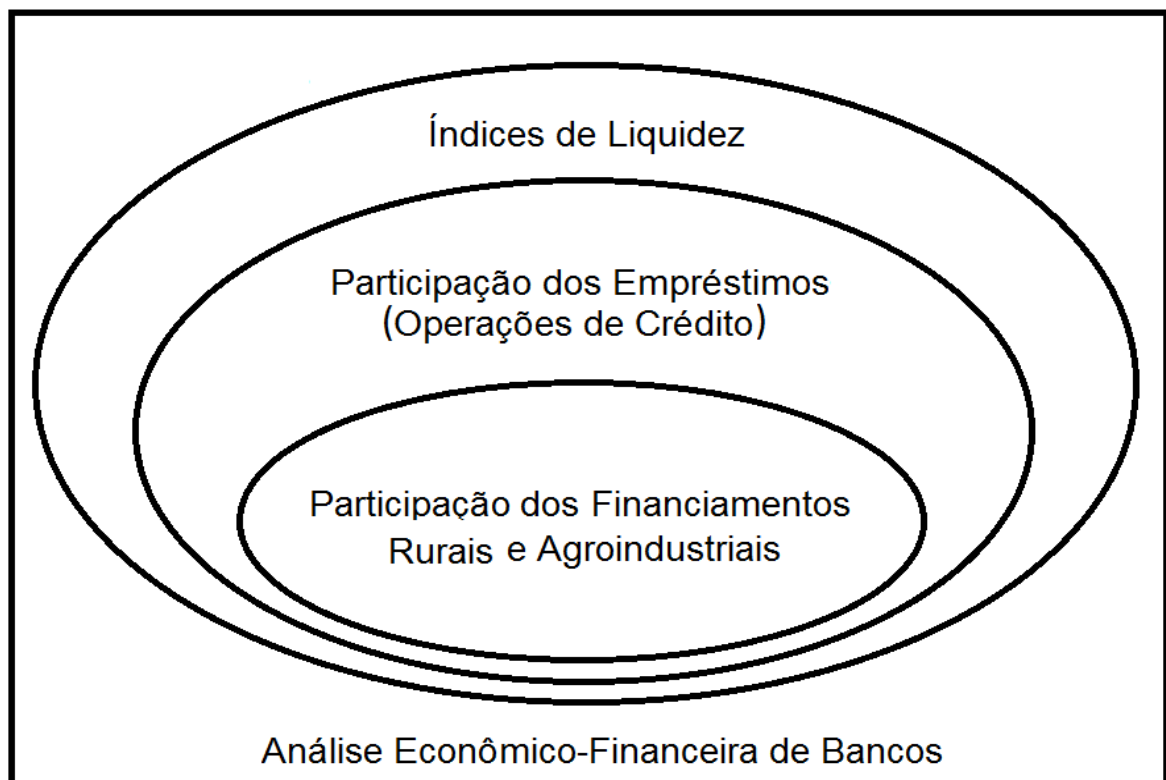 Índices de Liquidez
Participação dos Empréstimos
(Operações de Crédito)
Participação dos Financiamentos
Rurais e Agroindustriais
Análise Econômico-Financeira de Bancos